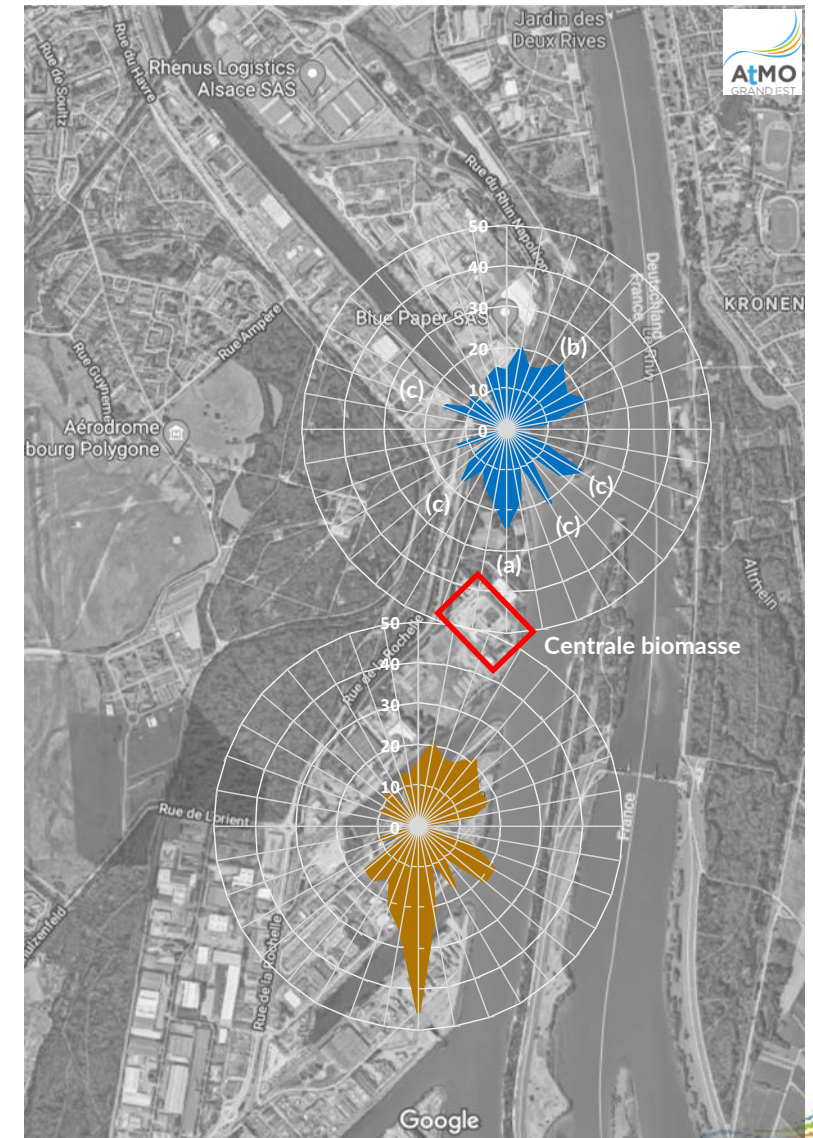 Jardin des
Deux Rives
AtMO
GRAND EST
Rhenus Logistics
Alsace SAS
Rue du Havre
Rue de Soultz
Rue du Rhin Napoléon
50
40
30
20
10
0
Deutschland
France
Le Rhin
KRONEN
Blue Paper SAS
Rue Ampère
Rue Guynemer
(b)
(c)
Aérodrome
bourg Polygone
(c)
(c)
(c)
(a)
Altrhein
Centrale biomasse
Rue de la Rochelle
50
40
30
20
10
0
Rue de Lorient
France
Rue de la Rochelle
Google